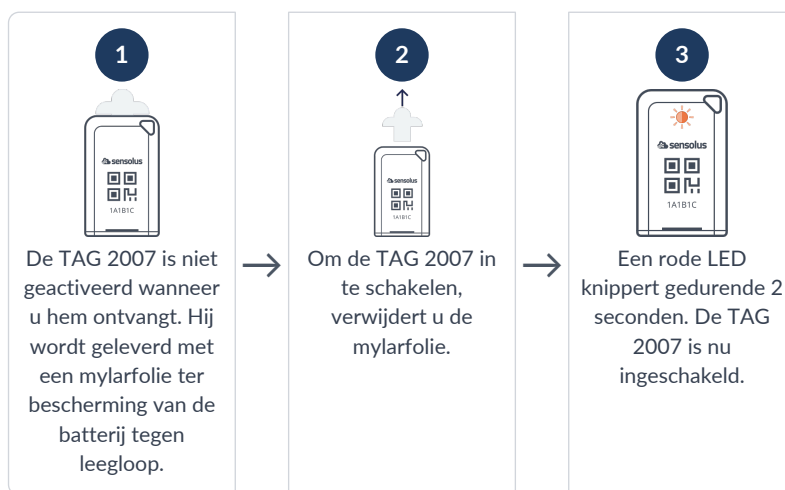 1
sensolus
1A1B1C
De TAG 2007 is niet
geactiveerd wanneer
u hem ontvangt. Hij
wordt geleverd met
een mylarfolie ter
bescherming van de
batterij tegen
leegloop.
2
sensolus
1A1B1C
Om de TAG 2007 in
te schakelen,
verwijdert u de
mylarfolie.
3
sensolus
1A1B1C
Een rode LED
knippert gedurende 2
seconden. De TAG
2007 is nu
ingeschakeld.